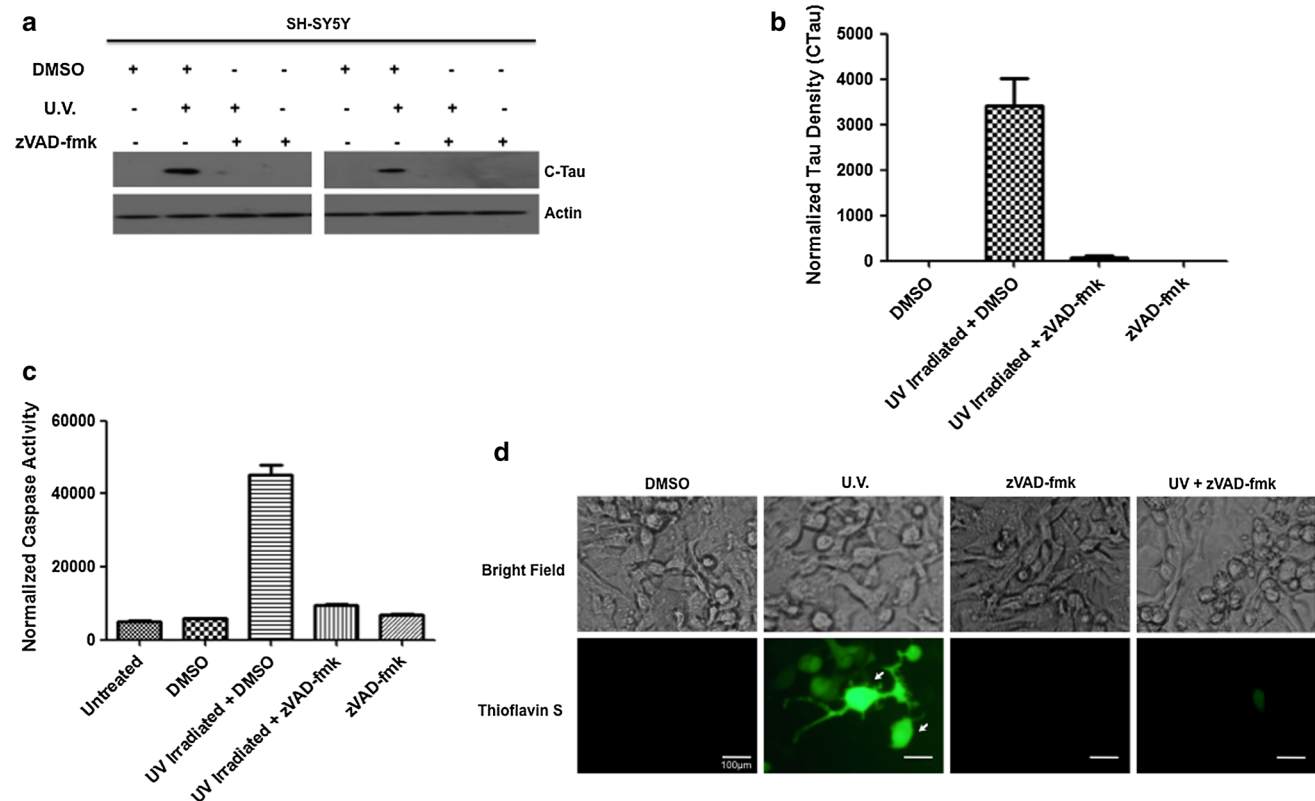 a
SH-SY5Y
DMSO + + - - + + - -
U.V. - + + - - + + -
zVAD-fmk - - + + - - + +
C-Tau
Actin
b
Normalized Tau Density (CTau)
5000
4000
3000
2000
1000
0
DMSO
UV Irradiated + DMSO
UV Irradiated + zVAD-fmk
zVAD-fmk
c
Normalized Caspase Activity
60000
40000
20000
0
Untreated
DMSO
UV Irradiated + DMSO
UV Irradiated + zVAD-fmk
zVAD-fmk
d
DMSO U.V. zVAD-fmk UV + zVAD-fmk
Bright Field
Thioflavin S
100µm